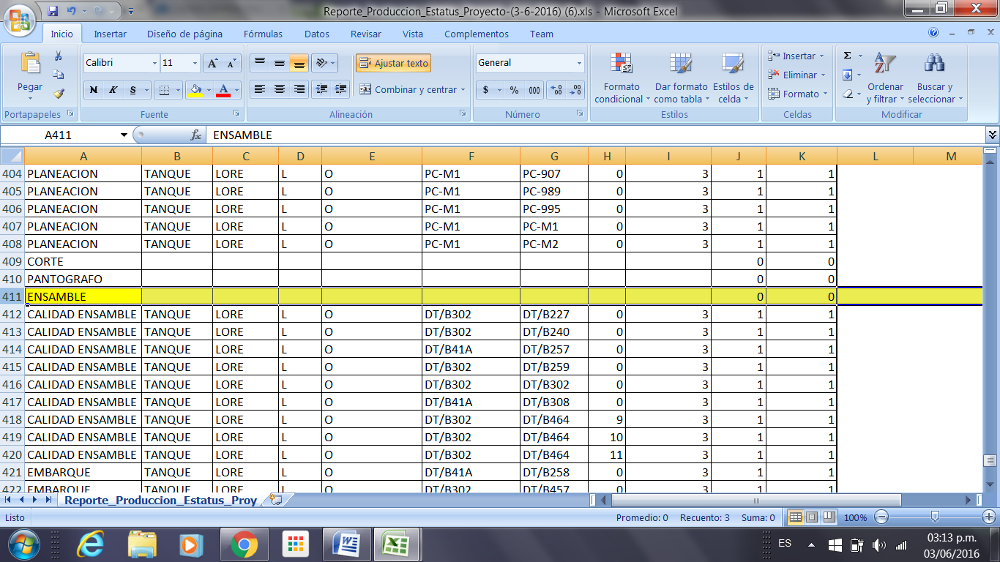 Reporte_Produccion_Estatus_Proyecto-(3-6-2016) (6).xls - Microsoft Excel
Inicio Insertar Diseño de página Fórmulas Datos Revisar Vista Complementos Team
Pegar
Portapapeles
Calibri 11
N K S
Fuente
Ajustar texto
Combinar y centrar
Alineación
General
$ % 000
Número
Formato condicional
Dar formato como tabla
Estilos de celda
Estilos
Insertar
Eliminar
Formato
Celdas
Ordenar y filtrar
Buscar y seleccionar
Modificar
A411 fx ENSAMBLE
A B C D E F G H I J K L M
404 PLANEACION TANQUE LORE L O PC-M1 PC-907 0 3 1 1
405 PLANEACION TANQUE LORE L O PC-M1 PC-989 0 3 1 1
406 PLANEACION TANQUE LORE L O PC-M1 PC-995 0 3 1 1
407 PLANEACION TANQUE LORE L O PC-M1 PC-M1 0 3 1 1
408 PLANEACION TANQUE LORE L O PC-M1 PC-M2 0 3 1 1
409 CORTE 0 0
410 PANTOGRAFO 0 0
411 ENSAMBLE 0 0
412 CALIDAD ENSAMBLE TANQUE LORE L O DT/B302 DT/B227 0 3 1 1
413 CALIDAD ENSAMBLE TANQUE LORE L O DT/B302 DT/B240 0 3 1 1
414 CALIDAD ENSAMBLE TANQUE LORE L O DT/B41A DT/B257 0 3 1 1
415 CALIDAD ENSAMBLE TANQUE LORE L O DT/B302 DT/B259 0 3 1 1
416 CALIDAD ENSAMBLE TANQUE LORE L O DT/B302 DT/B302 0 3 1 1
417 CALIDAD ENSAMBLE TANQUE LORE L O DT/B41A DT/B308 0 3 1 1
418 CALIDAD ENSAMBLE TANQUE LORE L O DT/B302 DT/B464 9 3 1 1
419 CALIDAD ENSAMBLE TANQUE LORE L O DT/B302 DT/B464 10 3 1 1
420 CALIDAD ENSAMBLE TANQUE LORE L O DT/B302 DT/B464 11 3 1 1
421 EMBARQUE TANQUE LORE L O DT/B41A DT/B258 0 3 1 1
422 EMBARQUE TANQUE LORE L O DT/B302 DT/B457 0 3 1 1
Reporte_Produccion_Estatus_Proy
Listo Promedio: 0 Recuento: 3 Suma: 0 100%
ES 03:13 p.m.
03/06/2016